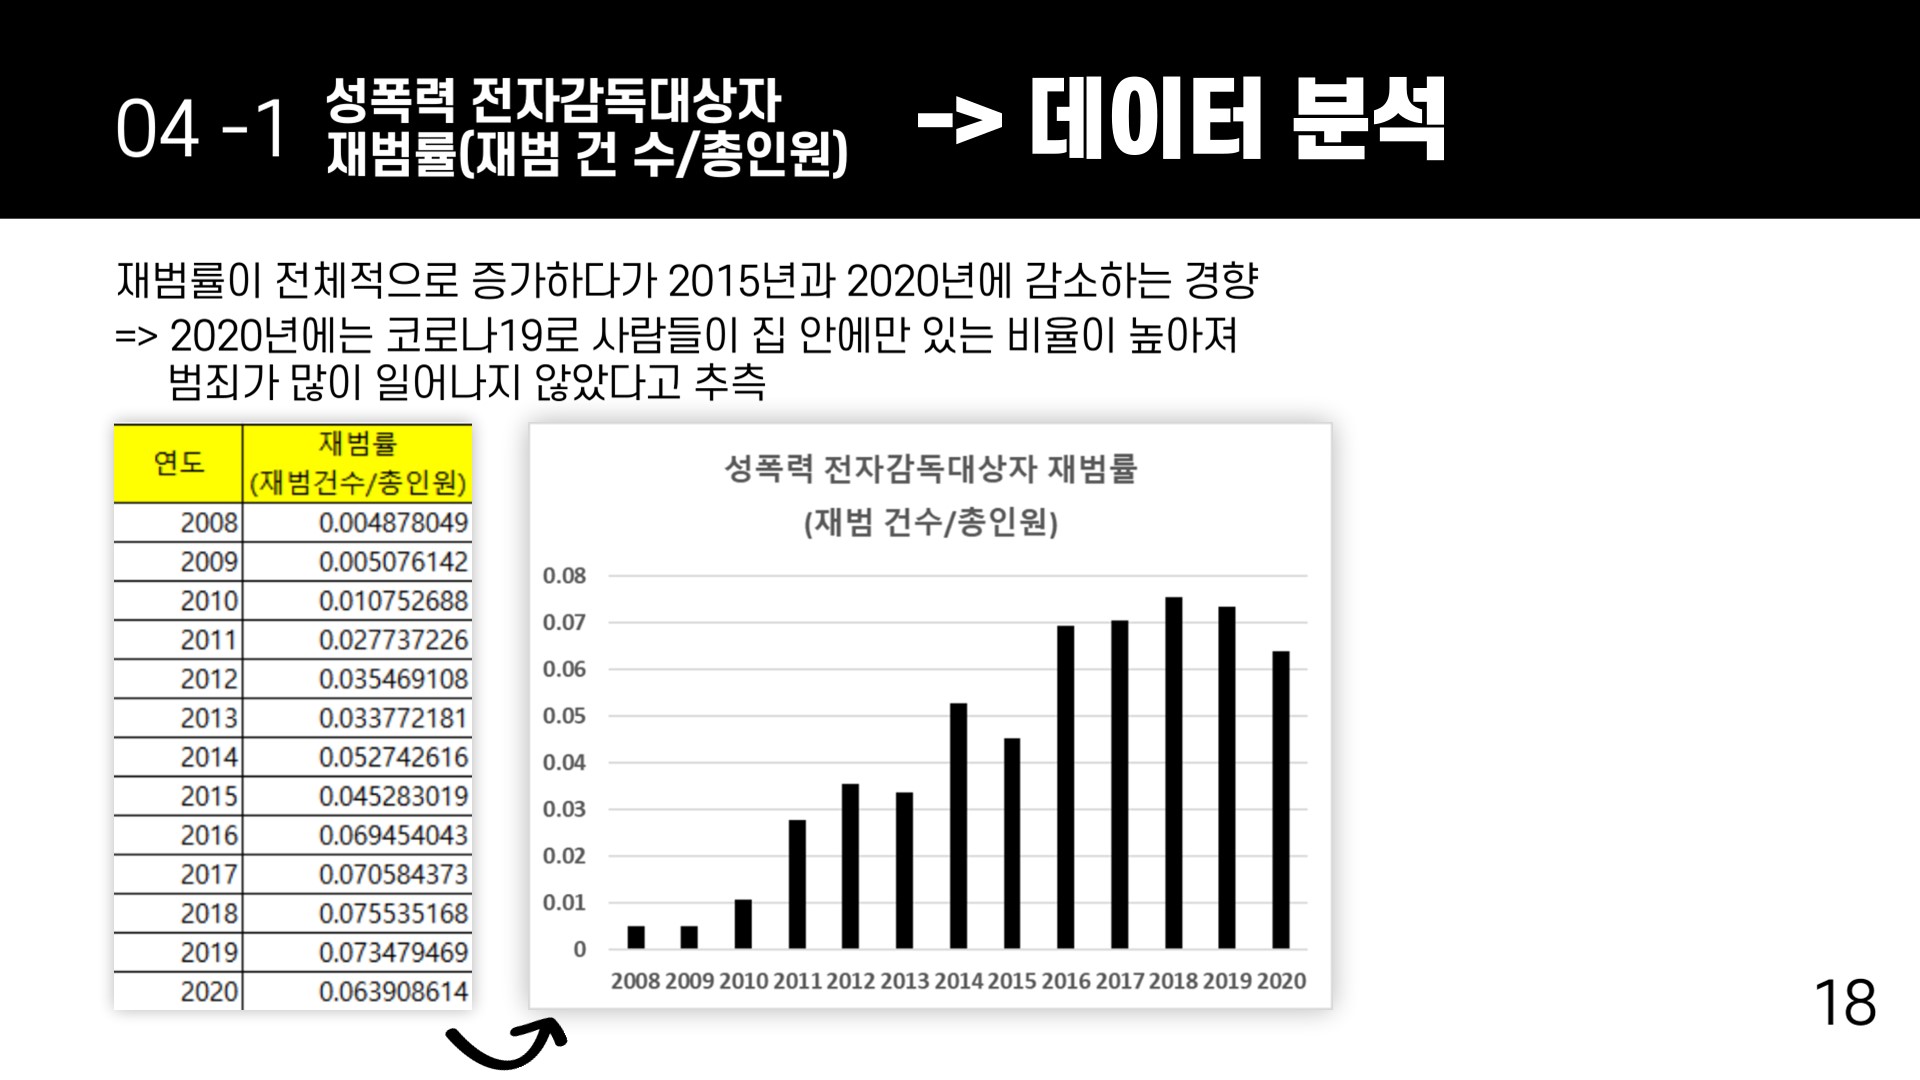 04 -1
성폭력 전자감독대상자
재범률(재범 건 수/총인원)
-> 데이터 분석
재범률이 전체적으로 증가하다가 2015년과 2020년에 감소하는 경향
=> 2020년에는 코로나19로 사람들이 집 안에만 있는 비율이 높아져
범죄가 많이 일어나지 않았다고 추측
연도 재범률
(재범건수/총인원)
2008 0.004878049
2009 0.005076142
2010 0.010752688
2011 0.027737226
2012 0.035469108
2013 0.033772181
2014 0.052742616
2015 0.045283019
2016 0.069454043
2017 0.070584373
2018 0.075535168
2019 0.073479469
2020 0.063908614
성폭력 전자감독대상자 재범률
(재범 건수/총인원)
0.08
0.07
0.06
0.05
0.04
0.03
0.02
0.01
0
2008 2009 2010 2011 2012 2013 2014 2015 2016 2017 2018 2019 2020
18